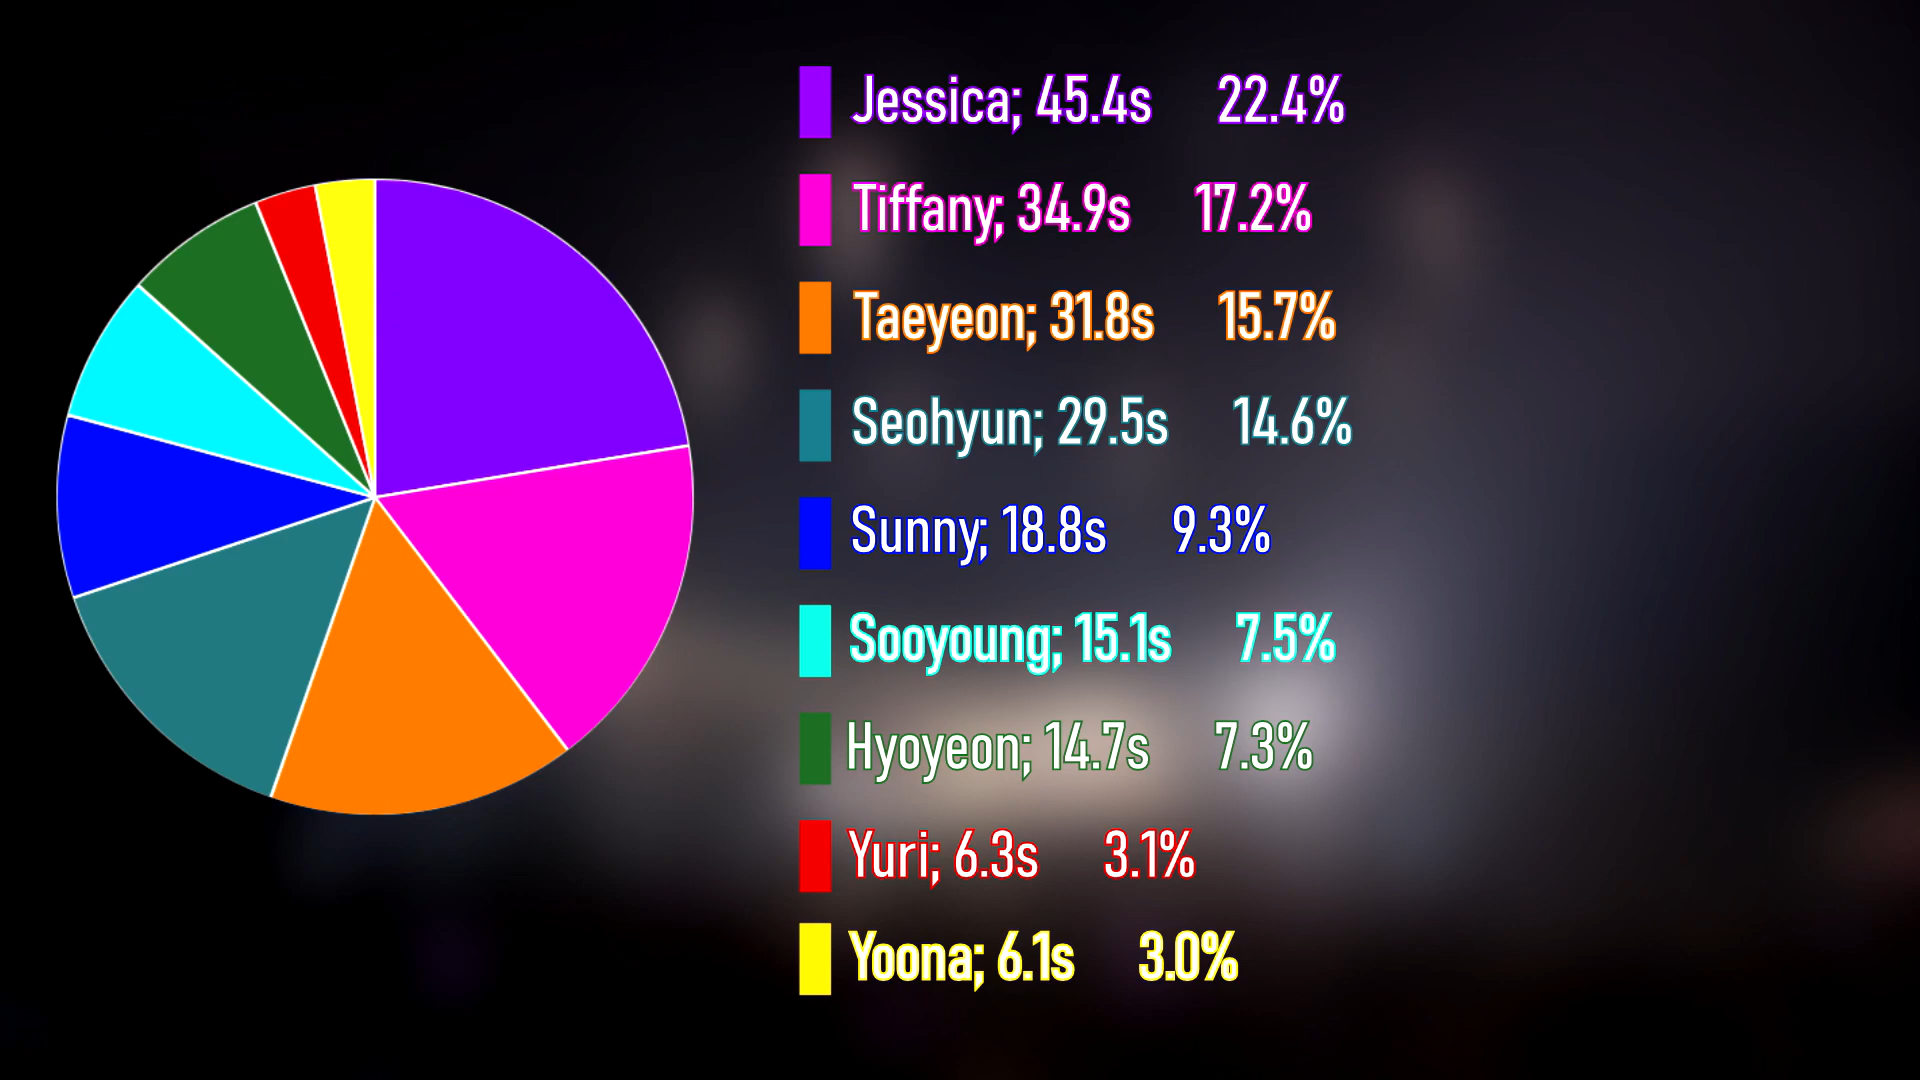 Jessica; 45.4s 22.4%
Tiffany; 34.9s 17.2%
Taeyeon; 31.8s 15.7%
Seohyun; 29.5s 14.6%
Sunny; 18.8s 9.3%
Sooyoung; 15.1s 7.5%
Hyoyeon; 14.7s 7.3%
Yuri; 6.3s 3.1%
Yoona; 6.1s 3.0%